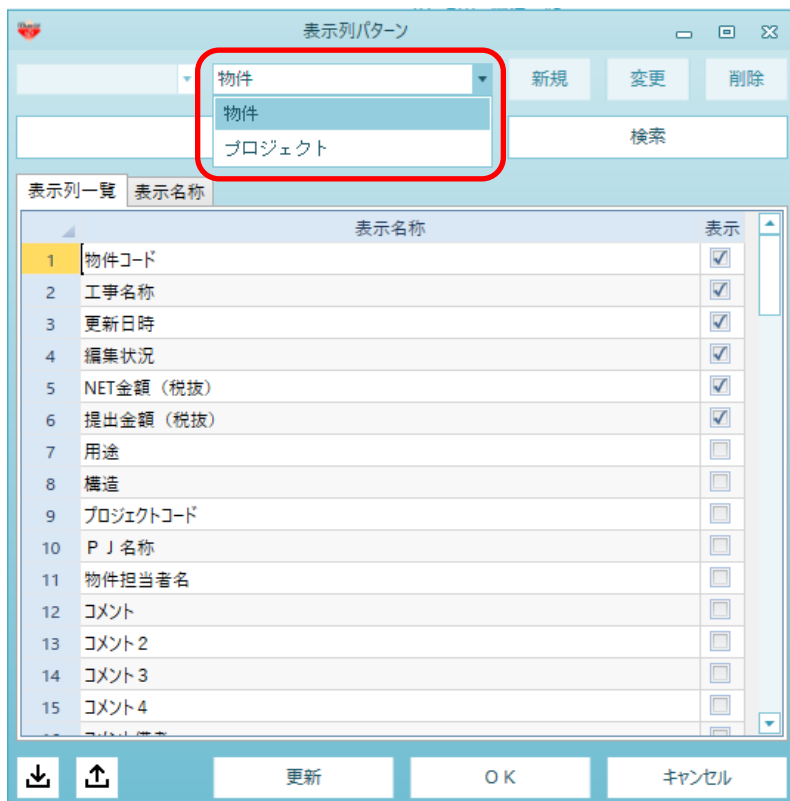 表示列パターン
物件
新規
変更
削除
物件
プロジェクト
検索
表示列一覧
表示名称
表示名称
表示
1 物件コード
2 工事名称
3 更新日時
4 編集状況
5 NET金額（税抜）
6 提出金額（税抜）
7 用途
8 構造
9 プロジェクトコード
10 ＰＪ名称
11 物件担当者名
12 コメント
13 コメント２
14 コメント３
15 コメント４
更新
ＯＫ
キャンセル